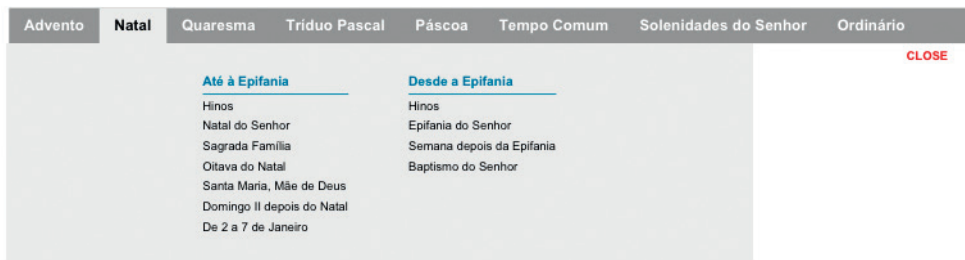 Advento Natal Quaresma Tríduo Pascal Páscoa Tempo Comum Solenidades do Senhor Ordinário
CLOSE
Até à Epifania
Hinos
Natal do Senhor
Sagrada Família
Oitava do Natal
Santa Maria, Mãe de Deus
Domingo II depois do Natal
De 2 a 7 de Janeiro
Desde a Epifania
Hinos
Epifania do Senhor
Semana depois da Epifania
Baptismo do Senhor